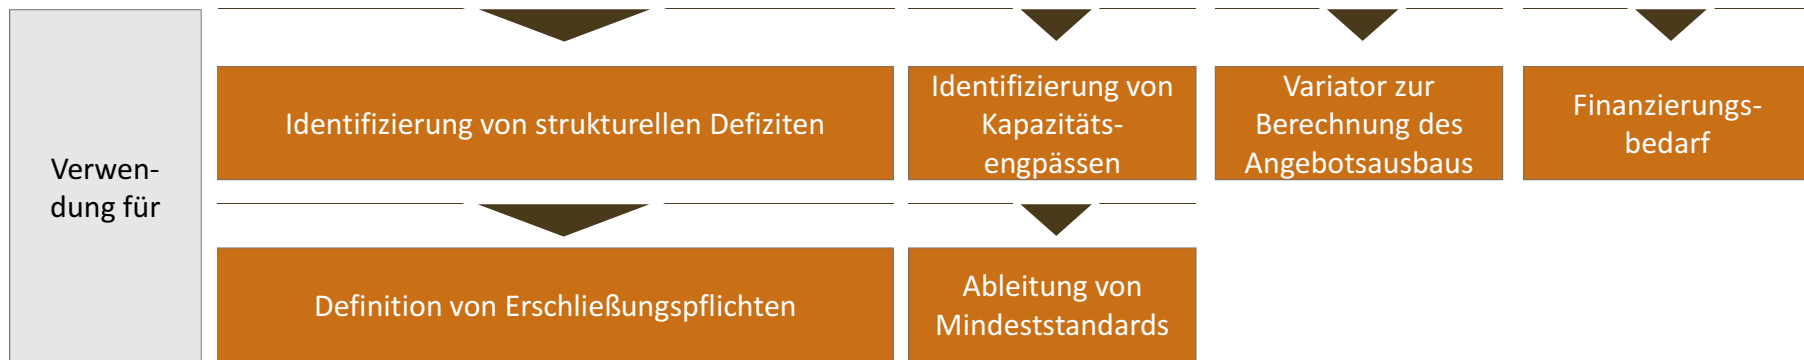 Verwen-
dung für
Identifizierung von strukturellen Defiziten
Identifizierung von
Kapazitäts-
engpässen
Variator zur
Berechnung des
Angebotsausbaus
Finanzierungs-
bedarf
Definition von Erschließungspflichten
Ableitung von
Mindeststandards